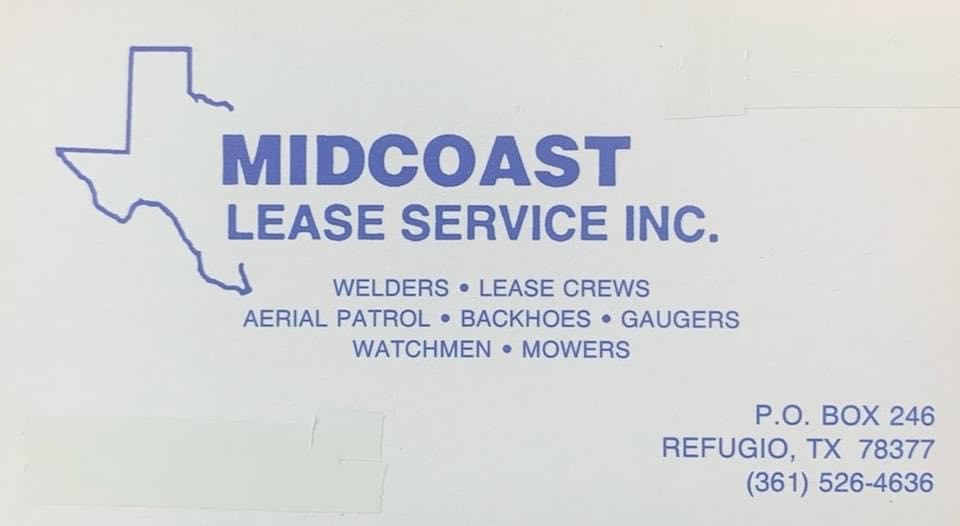 MIDCOAST
LEASE SERVICE INC.
WELDERS • LEASE CREWS
AERIAL PATROL • BACKHOES • GAUGERS
WATCHMEN • MOWERS
P.O. BOX 246
REFUGIO, TX 78377
(361) 526-4636